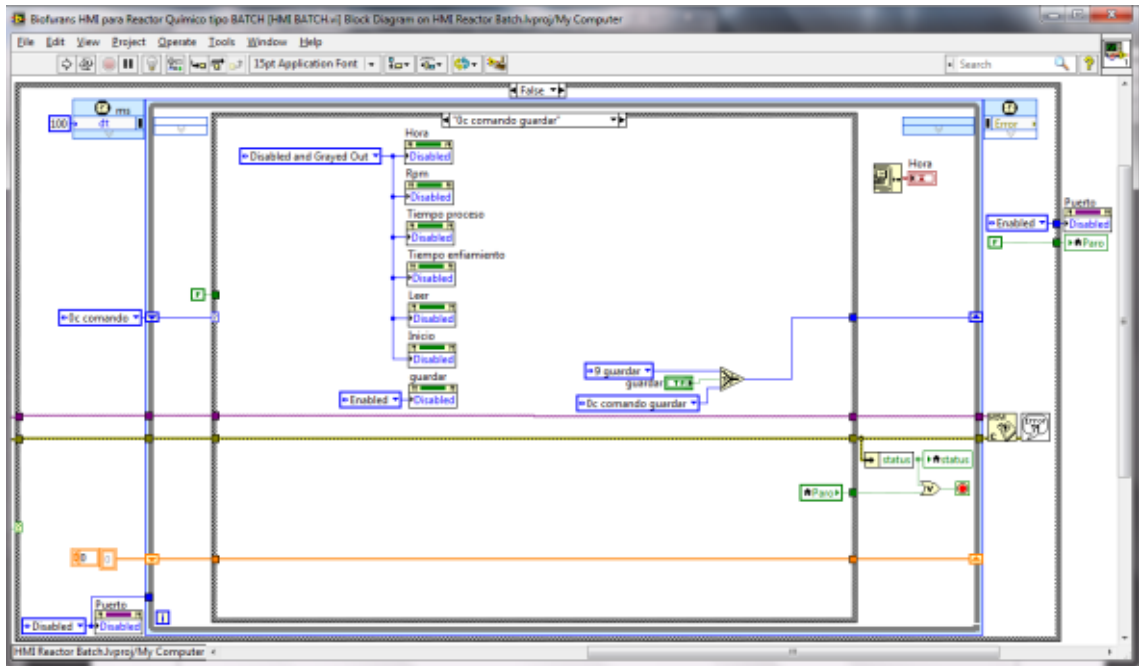 Biofurans HMI para Reactor Químico tipo BATCH [HMI BATCH.vi] Block Diagram on HMI Reactor Batch.lvproj/My Computer
File Edit View Project Operate Tools Window Help
15pt Application Font
Search
False
ms
100
dt
"0c comando guardar"
Error
Hora
Disabled and Grayed Out
Disabled
Hora
Rpm
Disabled
Puerto
Tiempo proceso
Enabled
Disabled
Disabled
F
Paro
Tiempo enfiamiento
Disabled
F
Leer
0c comando
Disabled
Inicio
Disabled
9 guardar
guardar
guardar
TF
Enabled
Disabled
0c comando guardar
Error
status
status
Paro
0
0
Puerto
i
Disabled
Disabled
HMI Reactor Batch.lvproj/My Computer